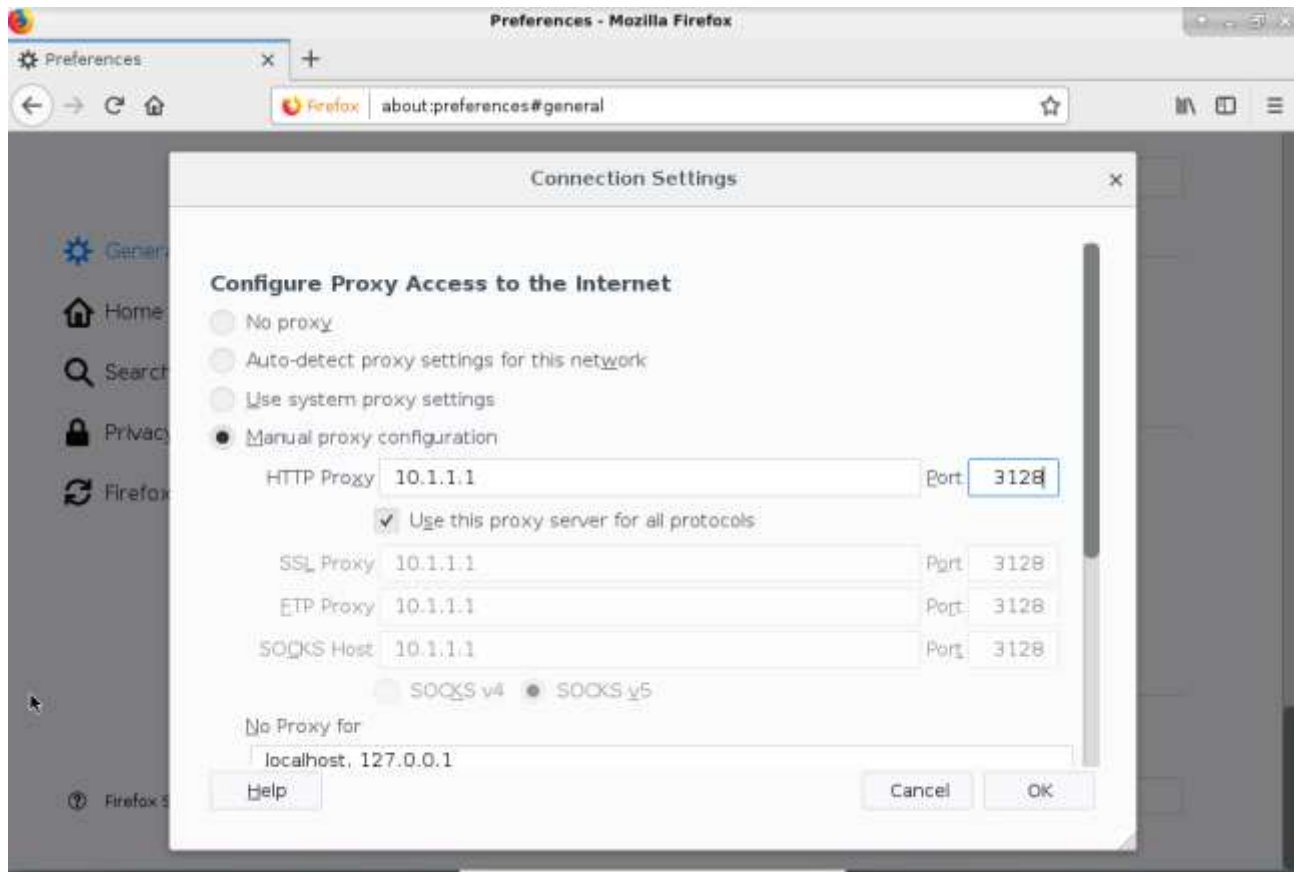 Preferences - Mozilla Firefox
Preferences
Firefox about:preferences#general
Connection Settings
Configure Proxy Access to the Internet
No proxy
Auto-detect proxy settings for this network
Use system proxy settings
Manual proxy configuration
HTTP Proxy 10.1.1.1 Port 3128
Use this proxy server for all protocols
SSL Proxy 10.1.1.1 Port 3128
FTP Proxy 10.1.1.1 Port 3128
SOCKS Host 10.1.1.1 Port 3128
SOCKS v4 SOCKS v5
No Proxy for
localhost, 127.0.0.1
Help Cancel OK
Genera
Home
Search
Privacy
Firefox
Firefox S